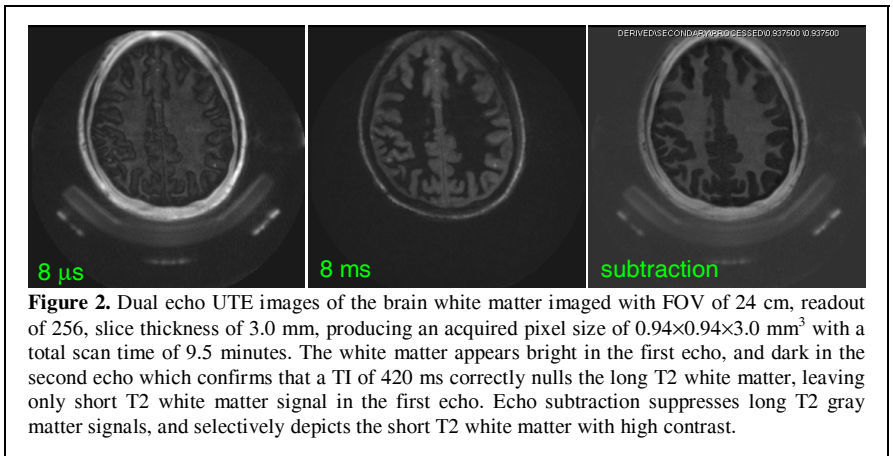 DERIVED\SECONDARY\PROCESSED\0.937500 \0.937500
8 µs
8 ms
subtraction
Figure 2. Dual echo UTE images of the brain white matter imaged with FOV of 24 cm, readout
of 256, slice thickness of 3.0 mm, producing an acquired pixel size of 0.94×0.94×3.0 mm³ with a
total scan time of 9.5 minutes. The white matter appears bright in the first echo, and dark in the
second echo which confirms that a TI of 420 ms correctly nulls the long T2 white matter, leaving
only short T2 white matter signal in the first echo. Echo subtraction suppresses long T2 gray
matter signals, and selectively depicts the short T2 white matter with high contrast.